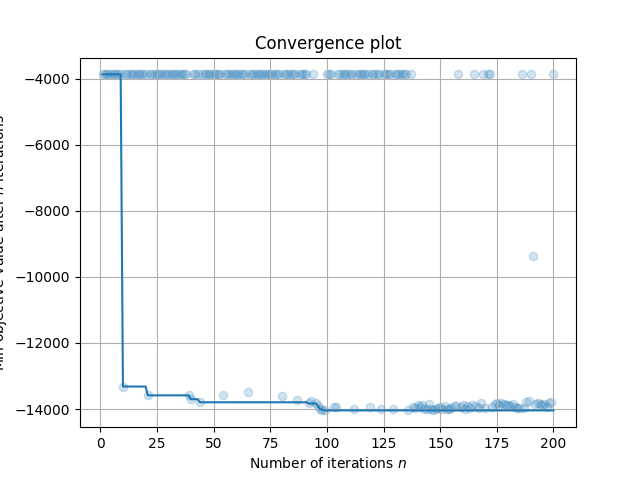 Convergence plot
−4000
−6000
−8000
−10000
−12000
−14000
objective value after n iterations
0 25 50 75 100 125 150 175 200
Number of iterations n